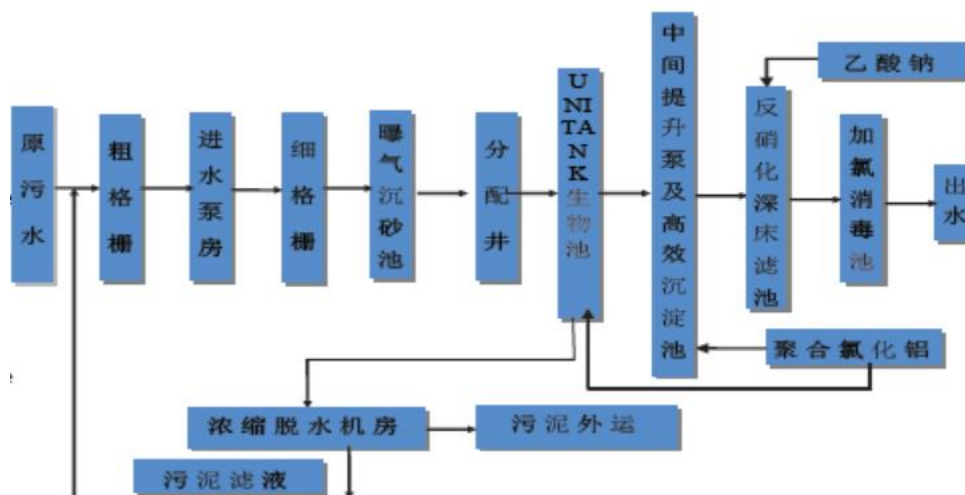 原污水
粗格栅
进水泵房
细格栅
曝气沉砂池
分配井
UNITANK生物池
中间提升泵及高效沉淀池
反硝化深床滤池
乙酸钠
加氯消毒池
出水
聚合氯化铝
浓缩脱水机房
污泥外运
污泥滤液